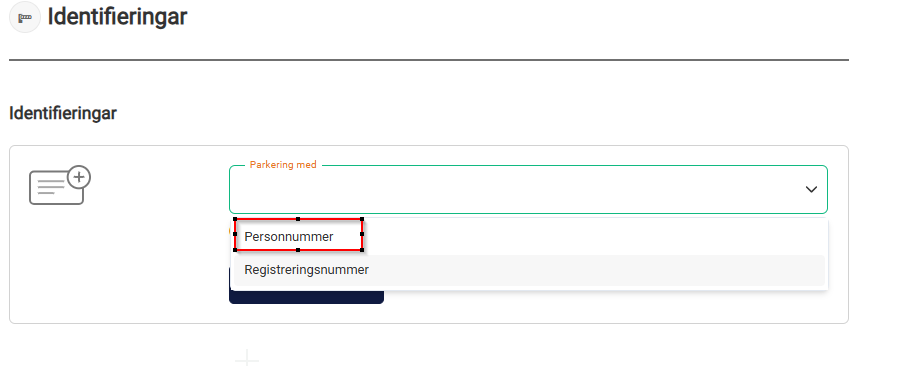 Identifieringar
Identifieringar
Parkering med
Personnummer
Registreringsnummer